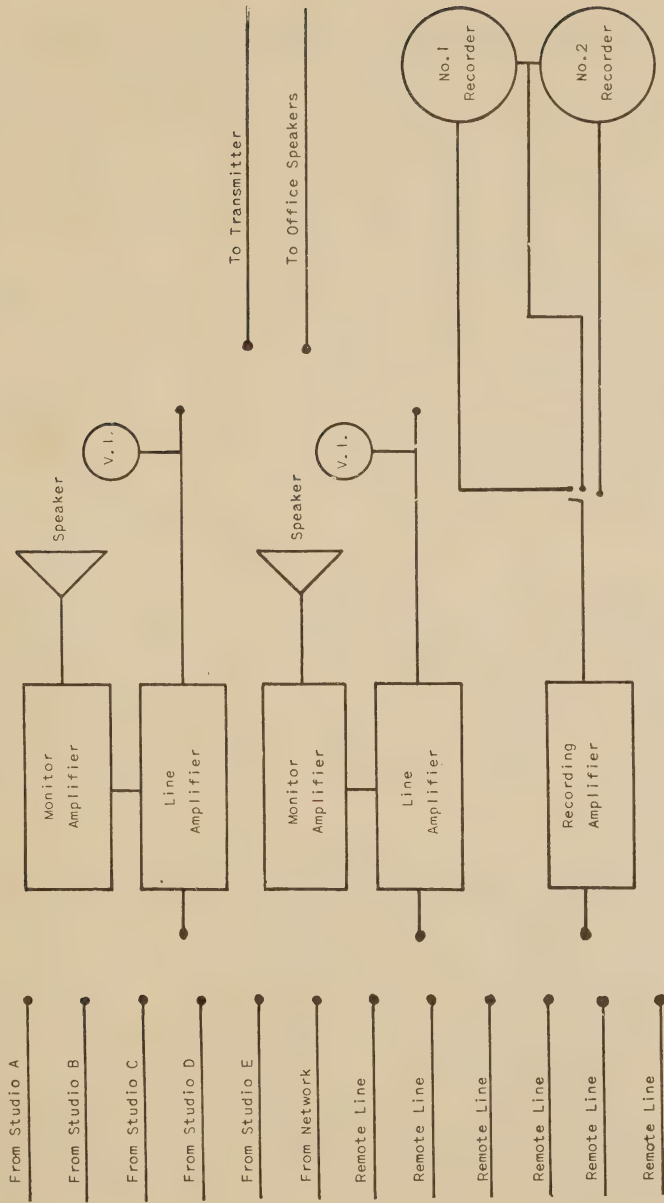 From Studio A
From Studio B
From Studio C
From Studio D
From Studio E
From Network
Remote Line
Remote Line
Remote Line
Remote Line
Remote Line
Remote Line
Monitor
Amplifier
Speaker
Line
Amplifier
V.I.
Monitor
Amplifier
Speaker
Line
Amplifier
V.I.
Recording
Amplifier
To Transmitter
To Office Speakers
No.1
Recorder
No.2
Recorder